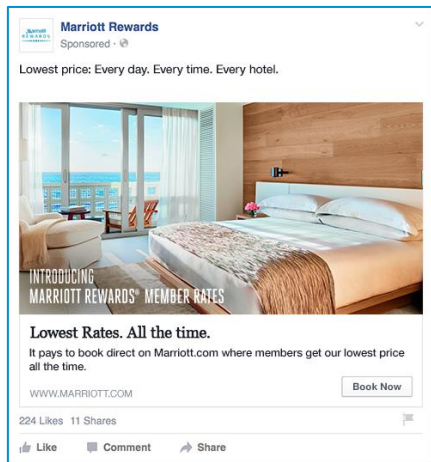 Marriott
REWARDS
Marriott Rewards
Sponsored ·
Lowest price: Every day. Every time. Every hotel.
INTRODUCING
MARRIOTT REWARDS® MEMBER RATES
Lowest Rates. All the time.
It pays to book direct on Marriott.com where members get our lowest price
all the time.
WWW.MARRIOTT.COM
Book Now
224 Likes 11 Shares
Like Comment Share